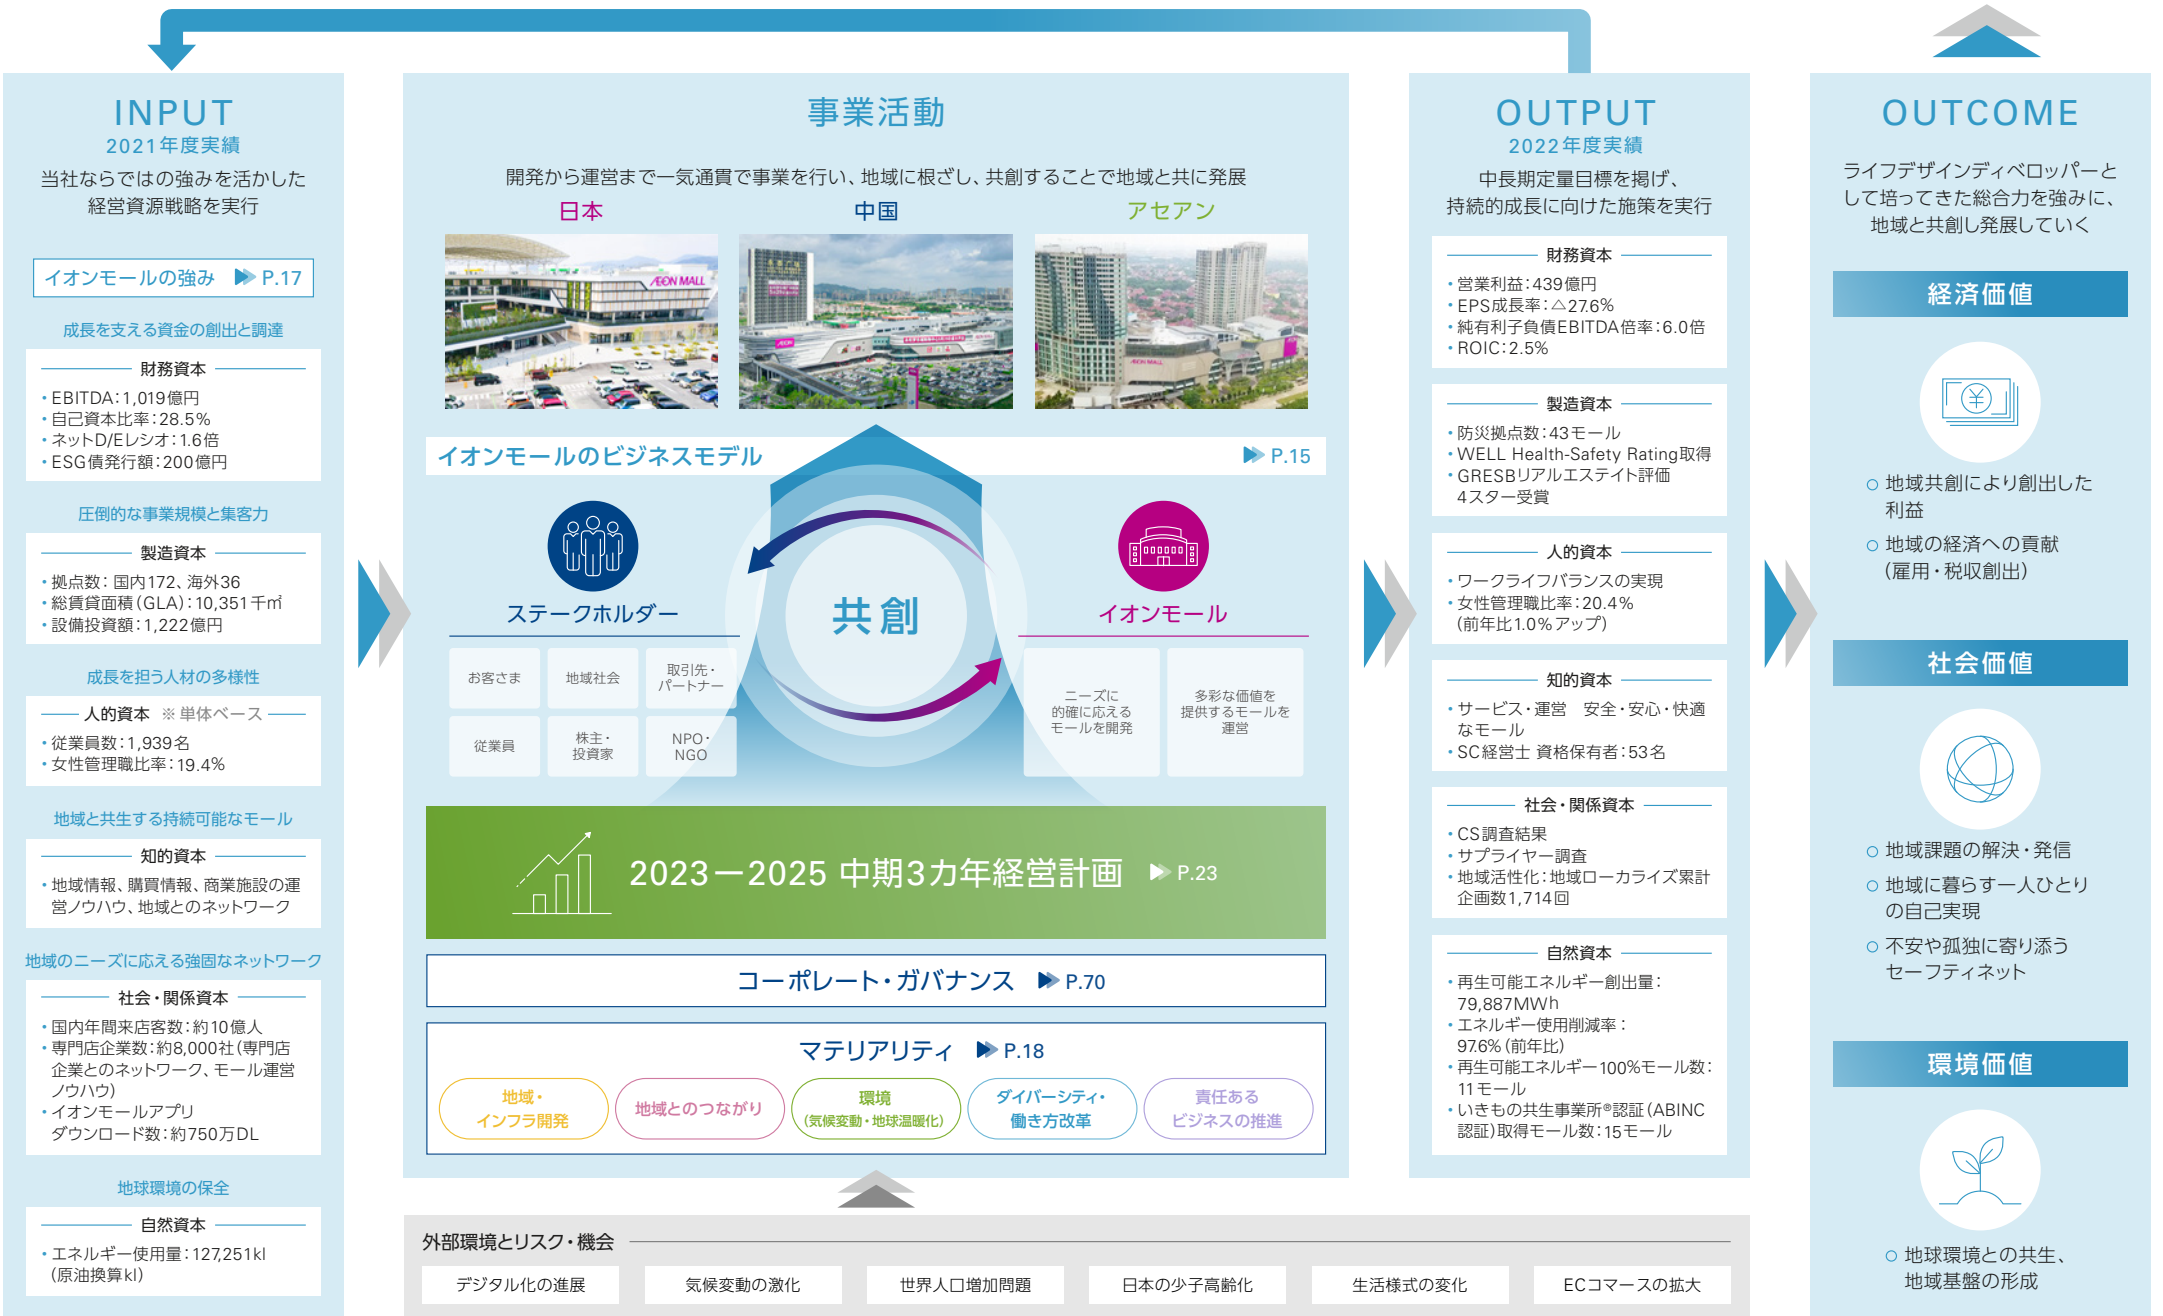 INPUT
2021年度実績
当社ならではの強みを活かした
経営資源戦略を実行
イオンモールの強み P.17
成長を支える資金の創出と調達
財務資本
・EBITDA：1,019億円
・自己資本比率：28.5%
・ネットD/Eレシオ：1.6倍
・ESG債発行額：200億円
圧倒的な事業規模と集客力
製造資本
・拠点数：国内172、海外36
・総賃貸面積（GLA）：10,351千㎡
・設備投資額：1,222億円
成長を担う人材の多様性
人的資本 ※単体ベース
・従業員数：1,939名
・女性管理職比率：19.4%
地域と共生する持続可能なモール
知的資本
・地域情報、購買情報、商業施設の運
営ノウハウ、地域とのネットワーク
地域のニーズに応える強固なネットワーク
社会・関係資本
・国内年間来店客数：約10億人
・専門店企業数：約8,000社（専門店
企業とのネットワーク、モール運営
ノウハウ）
・イオンモールアプリ
ダウンロード数：約750万DL
地球環境の保全
自然資本
・エネルギー使用量：127,251kl
（原油換算kl）
事業活動
開発から運営まで一気通貫で事業を行い、地域に根ざし、共創することで地域と共に発展
日本
中国
アセアン
ÆON MALL
AEON
AEON MALL
イオンモールのビジネスモデル P.15
ステークホルダー
お客さま
地域社会
取引先・
パートナー
従業員
株主・
投資家
NPO・
NGO
共創
イオンモール
ニーズに
的確に応える
モールを開発
多彩な価値を
提供するモールを
運営
2023－2025 中期3カ年経営計画 P.23
コーポレート・ガバナンス P.70
マテリアリティ P.18
地域・
インフラ開発
地域とのつながり
環境
（気候変動・地球温暖化）
ダイバーシティ・
働き方改革
責任ある
ビジネスの推進
外部環境とリスク・機会
デジタル化の進展
気候変動の激化
世界人口増加問題
日本の少子高齢化
生活様式の変化
ECコマースの拡大
OUTPUT
2022年度実績
中長期定量目標を掲げ、
持続的成長に向けた施策を実行
財務資本
・営業利益：439億円
・EPS成長率：△27.6%
・純有利子負債EBITDA倍率：6.0倍
・ROIC：2.5%
製造資本
・防災拠点数：43モール
・WELL Health-Safety Rating取得
・GRESBリアルエステイト評価
4スター受賞
人的資本
・ワークライフバランスの実現
・女性管理職比率：20.4%
（前年比1.0%アップ）
知的資本
・サービス・運営 安全・安心・快適
なモール
・SC経営士 資格保有者：53名
社会・関係資本
・CS調査結果
・サプライヤー調査
・地域活性化：地域ローカライズ累計
企画数1,714回
自然資本
・再生可能エネルギー創出量：
79,887MWh
・エネルギー使用削減率：
97.6%（前年比）
・再生可能エネルギー100%モール数：
11モール
・いきもの共生事業所®認証（ABINC
認証）取得モール数：15モール
OUTCOME
ライフデザインディベロッパーと
して培ってきた総合力を強みに、
地域と共創し発展していく
経済価値
○ 地域共創により創出した
利益
○ 地域の経済への貢献
（雇用・税収創出）
社会価値
○ 地域課題の解決・発信
○ 地域に暮らす一人ひとり
の自己実現
○ 不安や孤独に寄り添う
セーフティネット
環境価値
○ 地球環境との共生、
地域基盤の形成